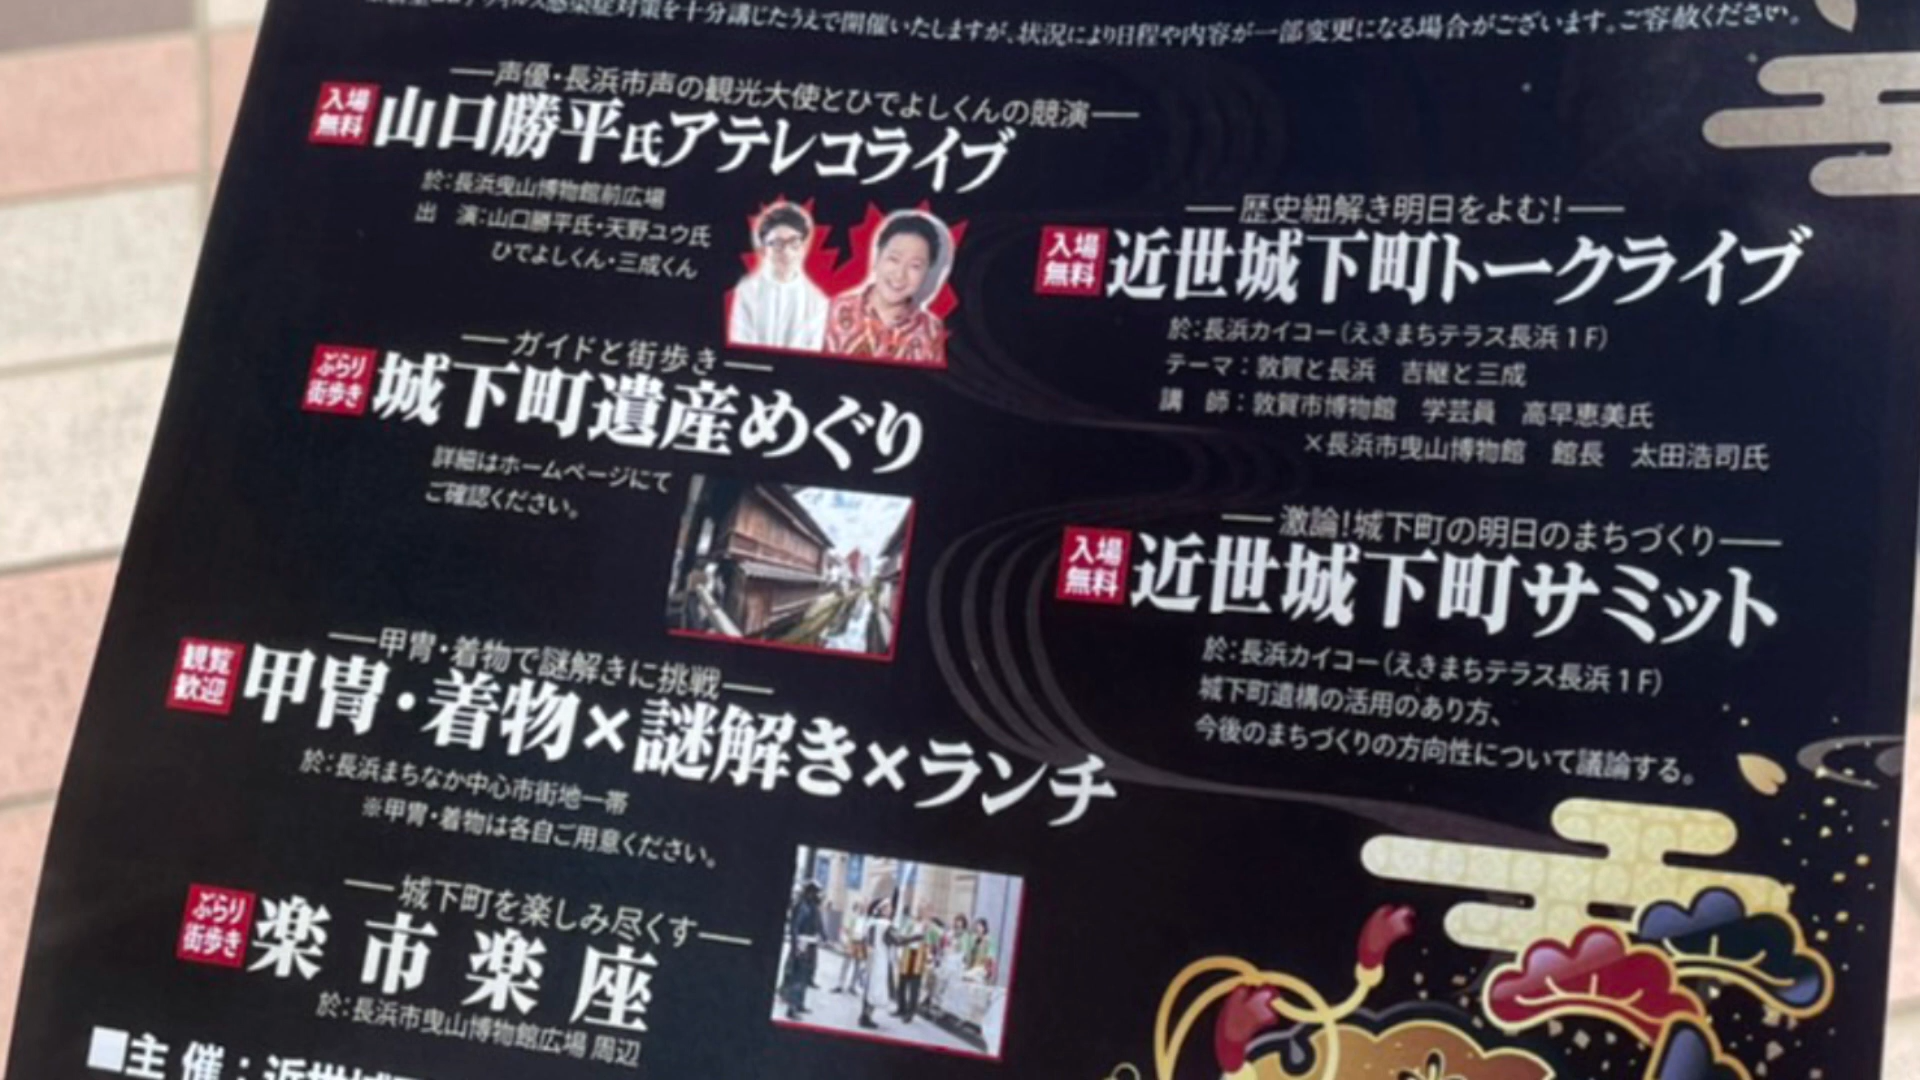 感染症対策を十分講じたうえで開催いたしますが、状況により日程や内容が一部変更になる場合がございます。ご容赦ください。
声優・長浜市声の観光大使とひでよしくんの競演
入場無料 山口勝平氏アテレコライブ
於：長浜曳山博物館前広場
出 演：山口勝平氏・天野ユウ氏
ひでよしくん・三成くん
ガイドと街歩き
ぶらり街歩き 城下町遺産めぐり
詳細はホームページにて
ご確認ください。
甲冑・着物で謎解きに挑戦
観覧歓迎 甲冑・着物×謎解き×ランチ
於：長浜まちなか中心市街地一帯
※甲冑・着物は各自ご用意ください。
城下町を楽しみ尽くす
ぶらり街歩き 楽市楽座
於：長浜市曳山博物館広場 周辺
■主 催：近世城
歴史紐解き明日をよむ！
入場無料 近世城下町トークライブ
於：長浜カイコー（えきまちテラス長浜1F）
テーマ：敦賀と長浜 吉継と三成
講 師：敦賀市博物館 学芸員 高早恵美氏
×長浜市曳山博物館 館長 太田浩司氏
激論！城下町の明日のまちづくり
入場無料 近世城下町サミット
於：長浜カイコー（えきまちテラス長浜1F）
城下町遺構の活用のあり方、
今後のまちづくりの方向性について議論する。